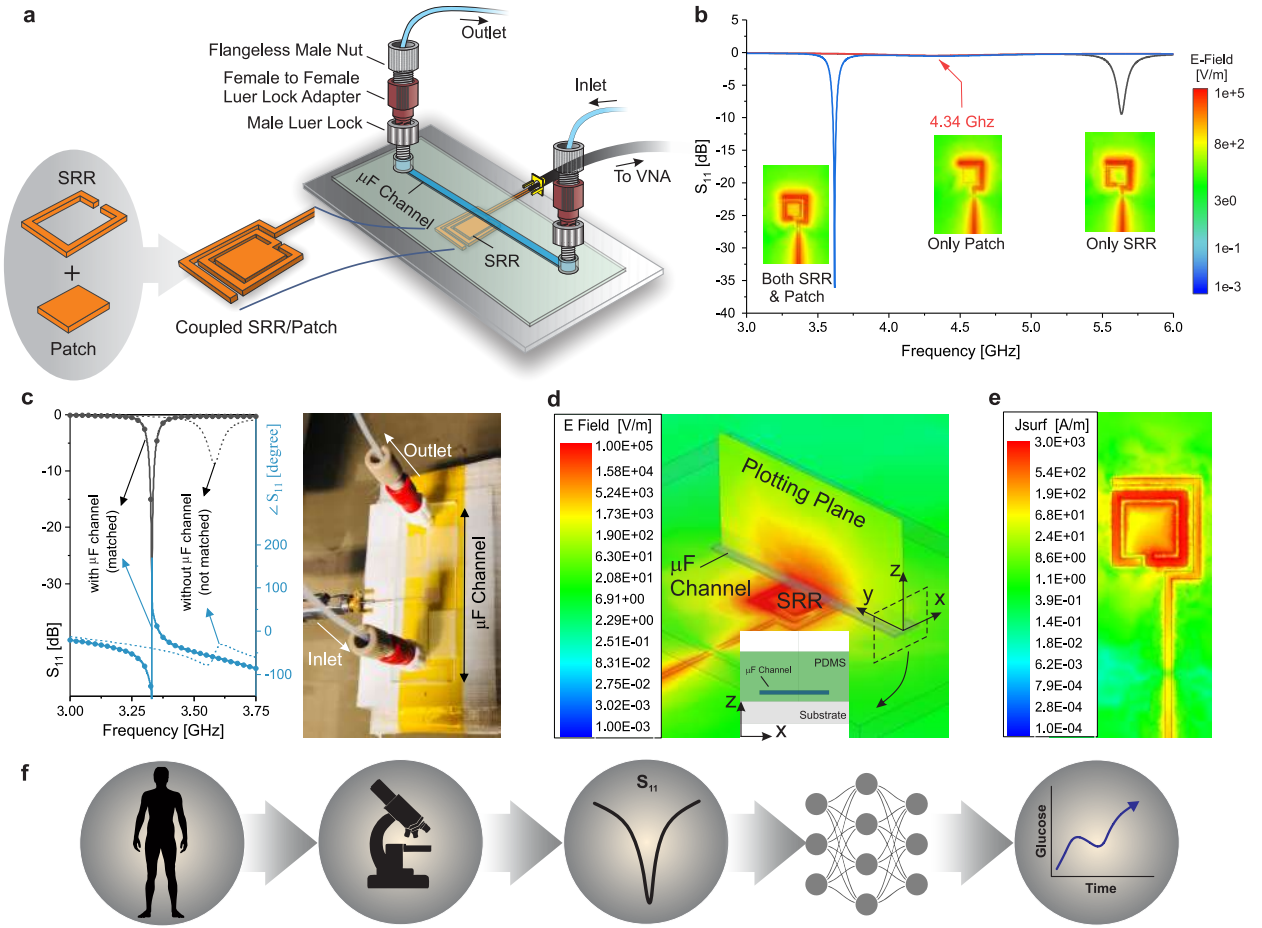 a
Outlet
Flangeless Male Nut
Female to Female
Luer Lock Adapter
Male Luer Lock
Inlet
To VNA
μF Channel
SRR
SRR
+
Patch
Coupled SRR/Patch
b
S11 [dB]
5
0
-5
-10
-15
-20
-25
-30
-35
-40
3.0
3.5
4.0
4.5
5.0
5.5
6.0
Frequency [GHz]
4.34 Ghz
Both SRR
& Patch
Only Patch
Only SRR
E-Field
[V/m]
1e+5
8e+2
3e0
1e-1
1e-3
c
0
-10
-20
-30
S11 [dB]
3.00
3.25
3.50
3.75
Frequency [GHz]
∠ S11 [degree]
200
100
0
-100
with μF channel
(matched)
without μF channel
(not matched)
Outlet
μF Channel
Inlet
d
E Field [V/m]
1.00E+05
1.58E+04
5.24E+03
1.73E+03
1.90E+02
6.30E+01
2.08E+01
6.91+00
2.29E+00
2.51E-01
8.31E-02
2.75E-02
3.02E-03
1.00E-03
Plotting Plane
μF
Channel
SRR
z
y
x
PDMS
μF Channel
Substrate
z
x
e
Jsurf [A/m]
3.0E+03
5.4E+02
1.9E+02
6.8E+01
2.4E+01
8.6E+00
1.1E+00
3.9E-01
1.8E-02
2.2E-03
7.9E-04
2.8E-04
1.0E-04
f
S11
Glucose
Time